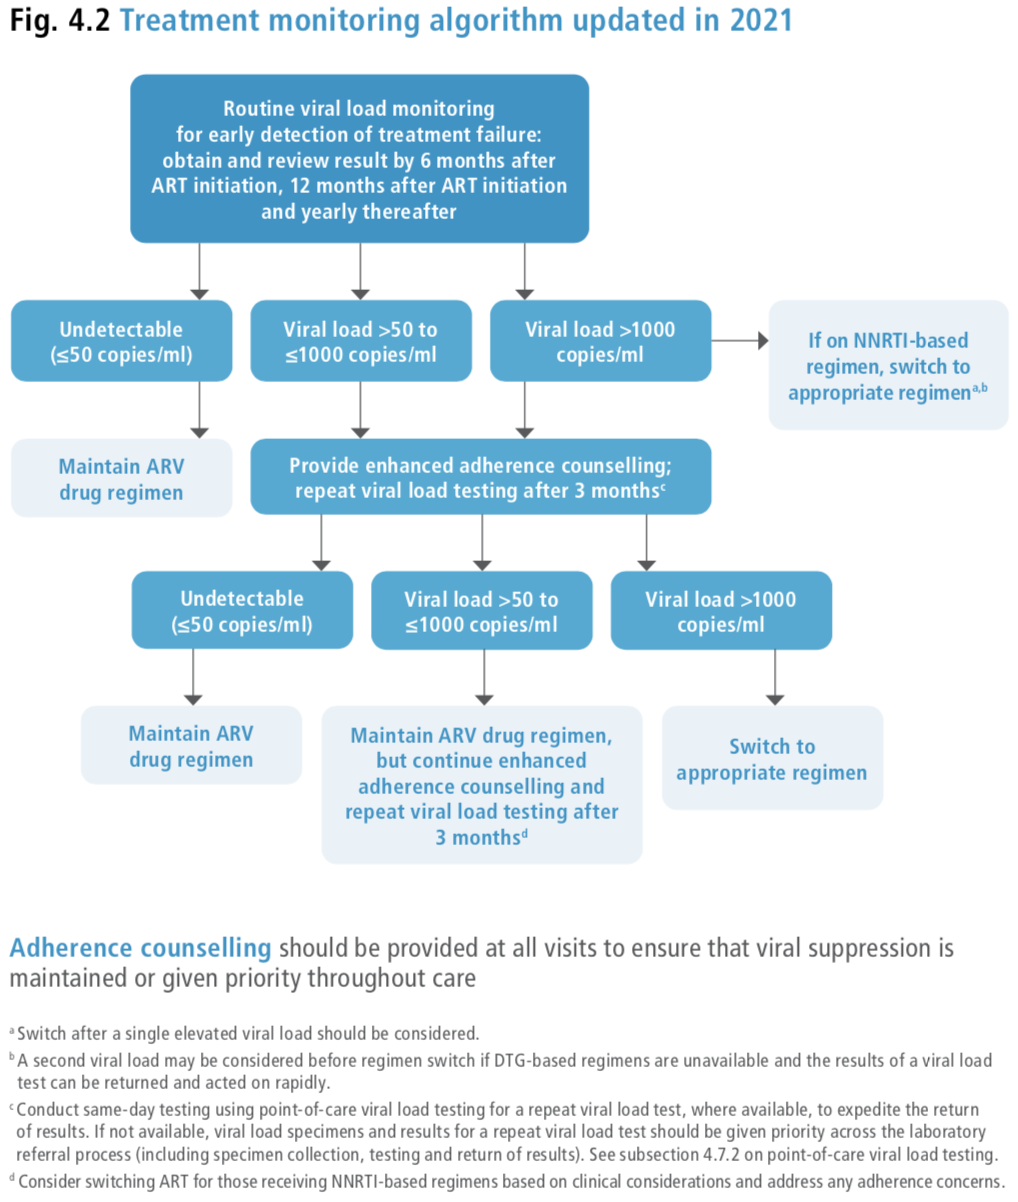 Fig. 4.2 Treatment monitoring algorithm updated in 2021
Routine viral load monitoring
for early detection of treatment failure:
obtain and review result by 6 months after
ART initiation, 12 months after ART initiation
and yearly thereafter
Undetectable
(≤50 copies/ml)
Viral load >50 to
≤1000 copies/ml
Viral load >1000
copies/ml
If on NNRTI-based
regimen, switch to
appropriate regimenᵃ,ᵇ
Maintain ARV
drug regimen
Provide enhanced adherence counselling;
repeat viral load testing after 3 monthsᶜ
Undetectable
(≤50 copies/ml)
Viral load >50 to
≤1000 copies/ml
Viral load >1000
copies/ml
Maintain ARV
drug regimen
Maintain ARV drug regimen,
but continue enhanced
adherence counselling and
repeat viral load testing after
3 monthsᵈ
Switch to
appropriate regimen
Adherence counselling should be provided at all visits to ensure that viral suppression is
maintained or given priority throughout care
ᵃ Switch after a single elevated viral load should be considered.
ᵇ A second viral load may be considered before regimen switch if DTG-based regimens are unavailable and the results of a viral load
test can be returned and acted on rapidly.
ᶜ Conduct same-day testing using point-of-care viral load testing for a repeat viral load test, where available, to expedite the return
of results. If not available, viral load specimens and results for a repeat viral load test should be given priority across the laboratory
referral process (including specimen collection, testing and return of results). See subsection 4.7.2 on point-of-care viral load testing.
ᵈ Consider switching ART for those receiving NNRTI-based regimens based on clinical considerations and address any adherence concerns.